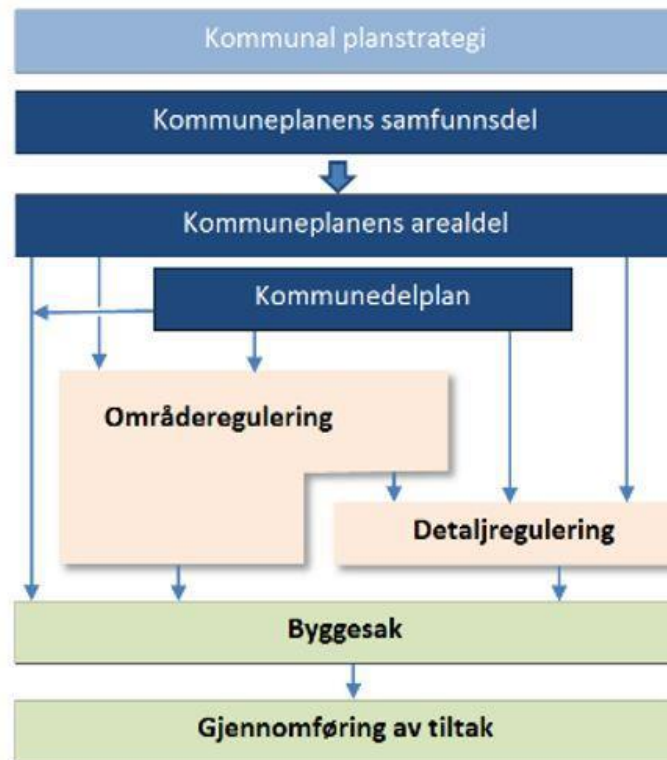 Kommunal planstrategi
Kommuneplanens samfunnsdel
Kommuneplanens arealdel
Kommunedelplan
Områderegulering
Detaljregulering
Byggesak
Gjennomføring av tiltak